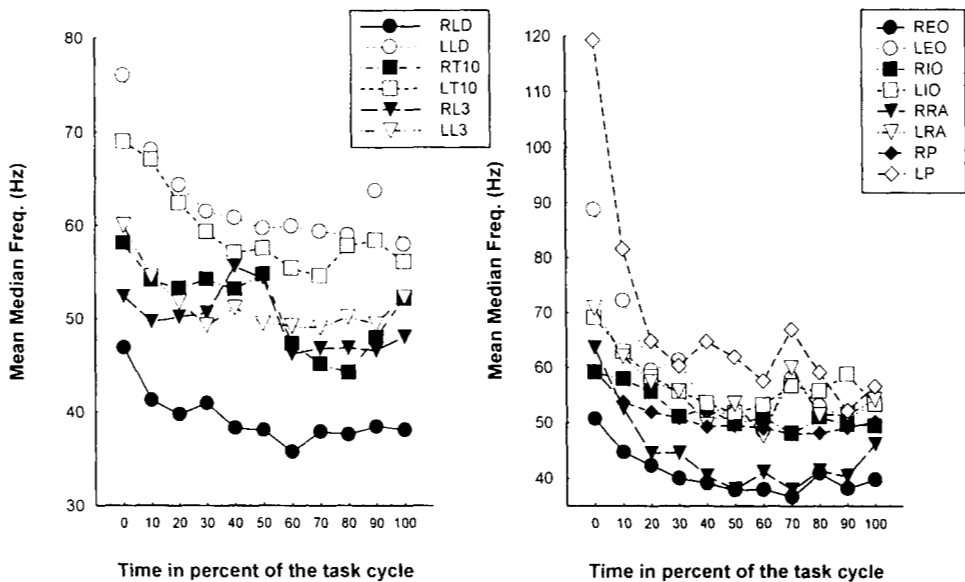 RLD
LLD
RT10
LT10
RL3
LL3
80
70
60
50
40
30
Mean Median Freq. (Hz)
0 10 20 30 40 50 60 70 80 90 100
Time in percent of the task cycle
REO
LEO
RIO
LIO
RRA
LRA
RP
LP
120
110
100
90
80
70
60
50
40
Mean Median Freq. (Hz)
0 10 20 30 40 50 60 70 80 90 100
Time in percent of the task cycle